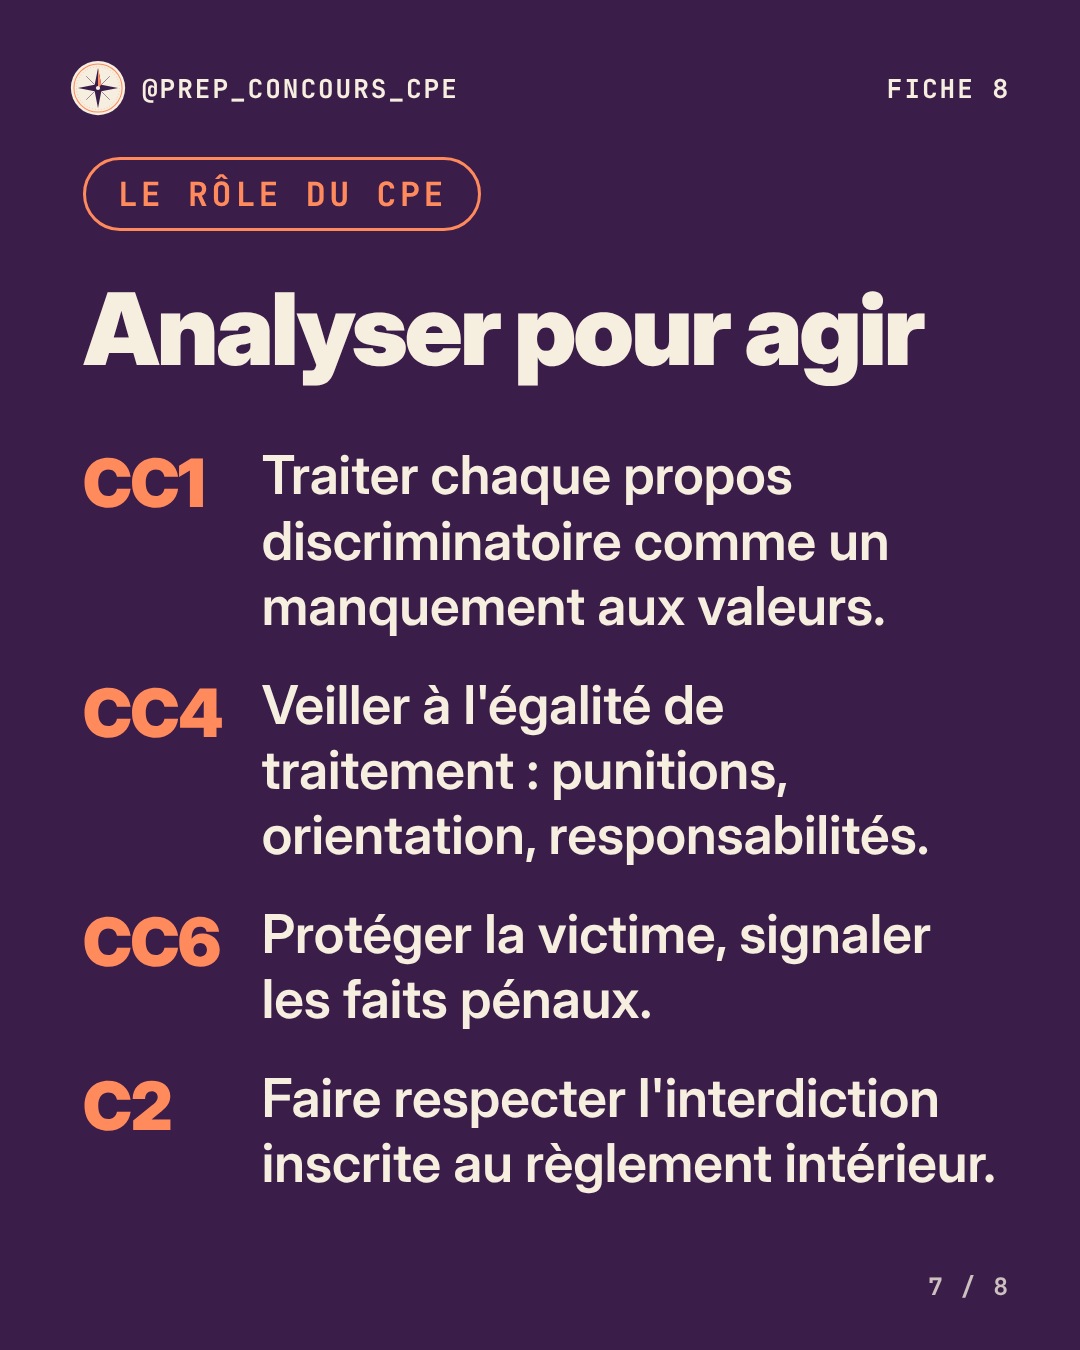 @PREP_CONCOURS_CPE
FICHE 8
LE RÔLE DU CPE
Analyser pour agir
CC1
Traiter chaque propos
discriminatoire comme un
manquement aux valeurs.
CC4
Veiller à l'égalité de
traitement : punitions,
orientation, responsabilités.
CC6
Protéger la victime, signaler
les faits pénaux.
C2
Faire respecter l'interdiction
inscrite au règlement intérieur.
7 / 8